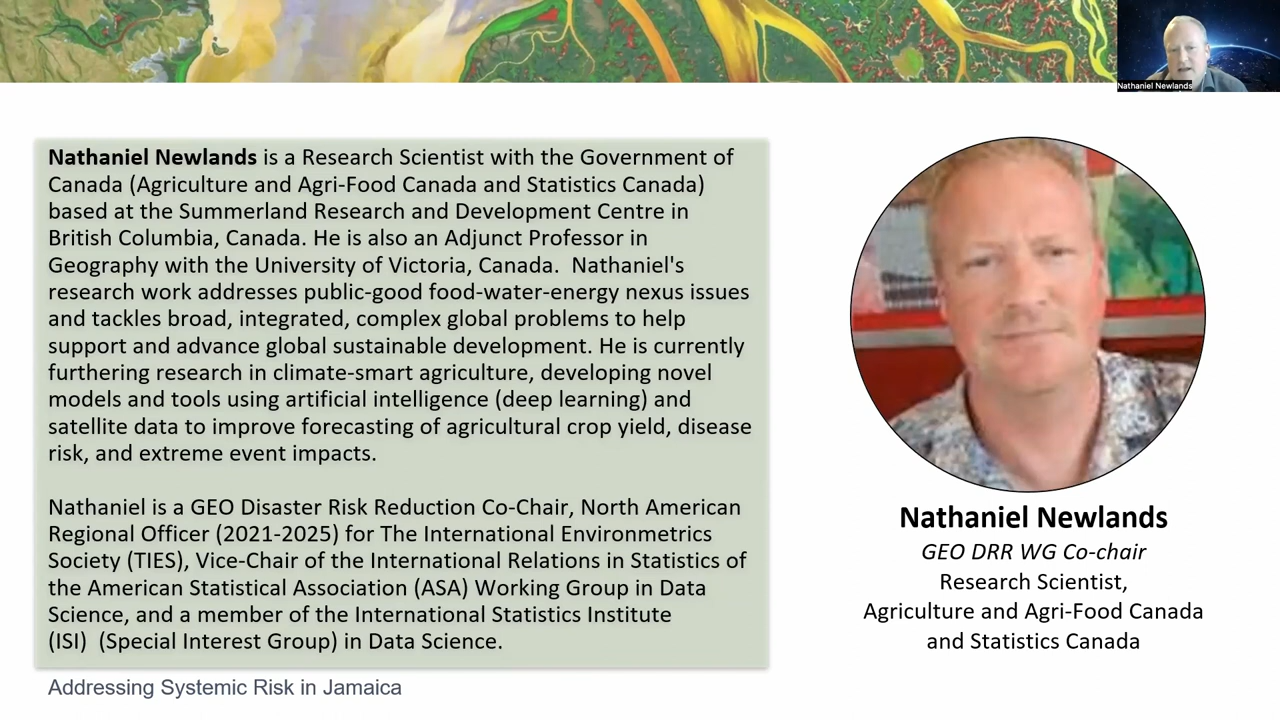 Nathaniel Newlands
Nathaniel Newlands is a Research Scientist with the Government of
Canada (Agriculture and Agri-Food Canada and Statistics Canada)
based at the Summerland Research and Development Centre in
British Columbia, Canada. He is also an Adjunct Professor in
Geography with the University of Victoria, Canada.  Nathaniel's
research work addresses public-good food-water-energy nexus issues
and tackles broad, integrated, complex global problems to help
support and advance global sustainable development. He is currently
furthering research in climate-smart agriculture, developing novel
models and tools using artificial intelligence (deep learning) and
satellite data to improve forecasting of agricultural crop yield, disease
risk, and extreme event impacts.
Nathaniel is a GEO Disaster Risk Reduction Co-Chair, North American
Regional Officer (2021-2025) for The International Environmetrics
Society (TIES), Vice-Chair of the International Relations in Statistics of
the American Statistical Association (ASA) Working Group in Data
Science, and a member of the International Statistics Institute
(ISI)  (Special Interest Group) in Data Science.
Nathaniel Newlands
GEO DRR WG Co-chair
Research Scientist,
Agriculture and Agri-Food Canada
and Statistics Canada
Addressing Systemic Risk in Jamaica